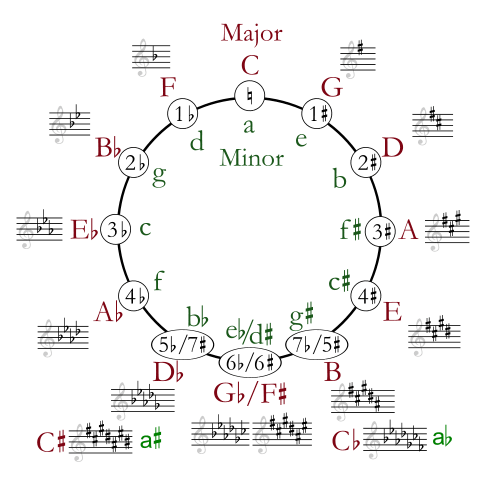 Major
C
F
G
♮
1♭
1♯
a
d
e
Minor
B♭
D
2♭
2♯
g
b
E♭
A
3♭
3♯
c
f♯
f
c♯
4♭
4♯
A♭
E
b♭
e♭/d♯
g♯
5♭/7♯
6♭/6♯
7♭/5♯
D♭
G♭/F♯
B
C♯
a♯
C♭
a♭